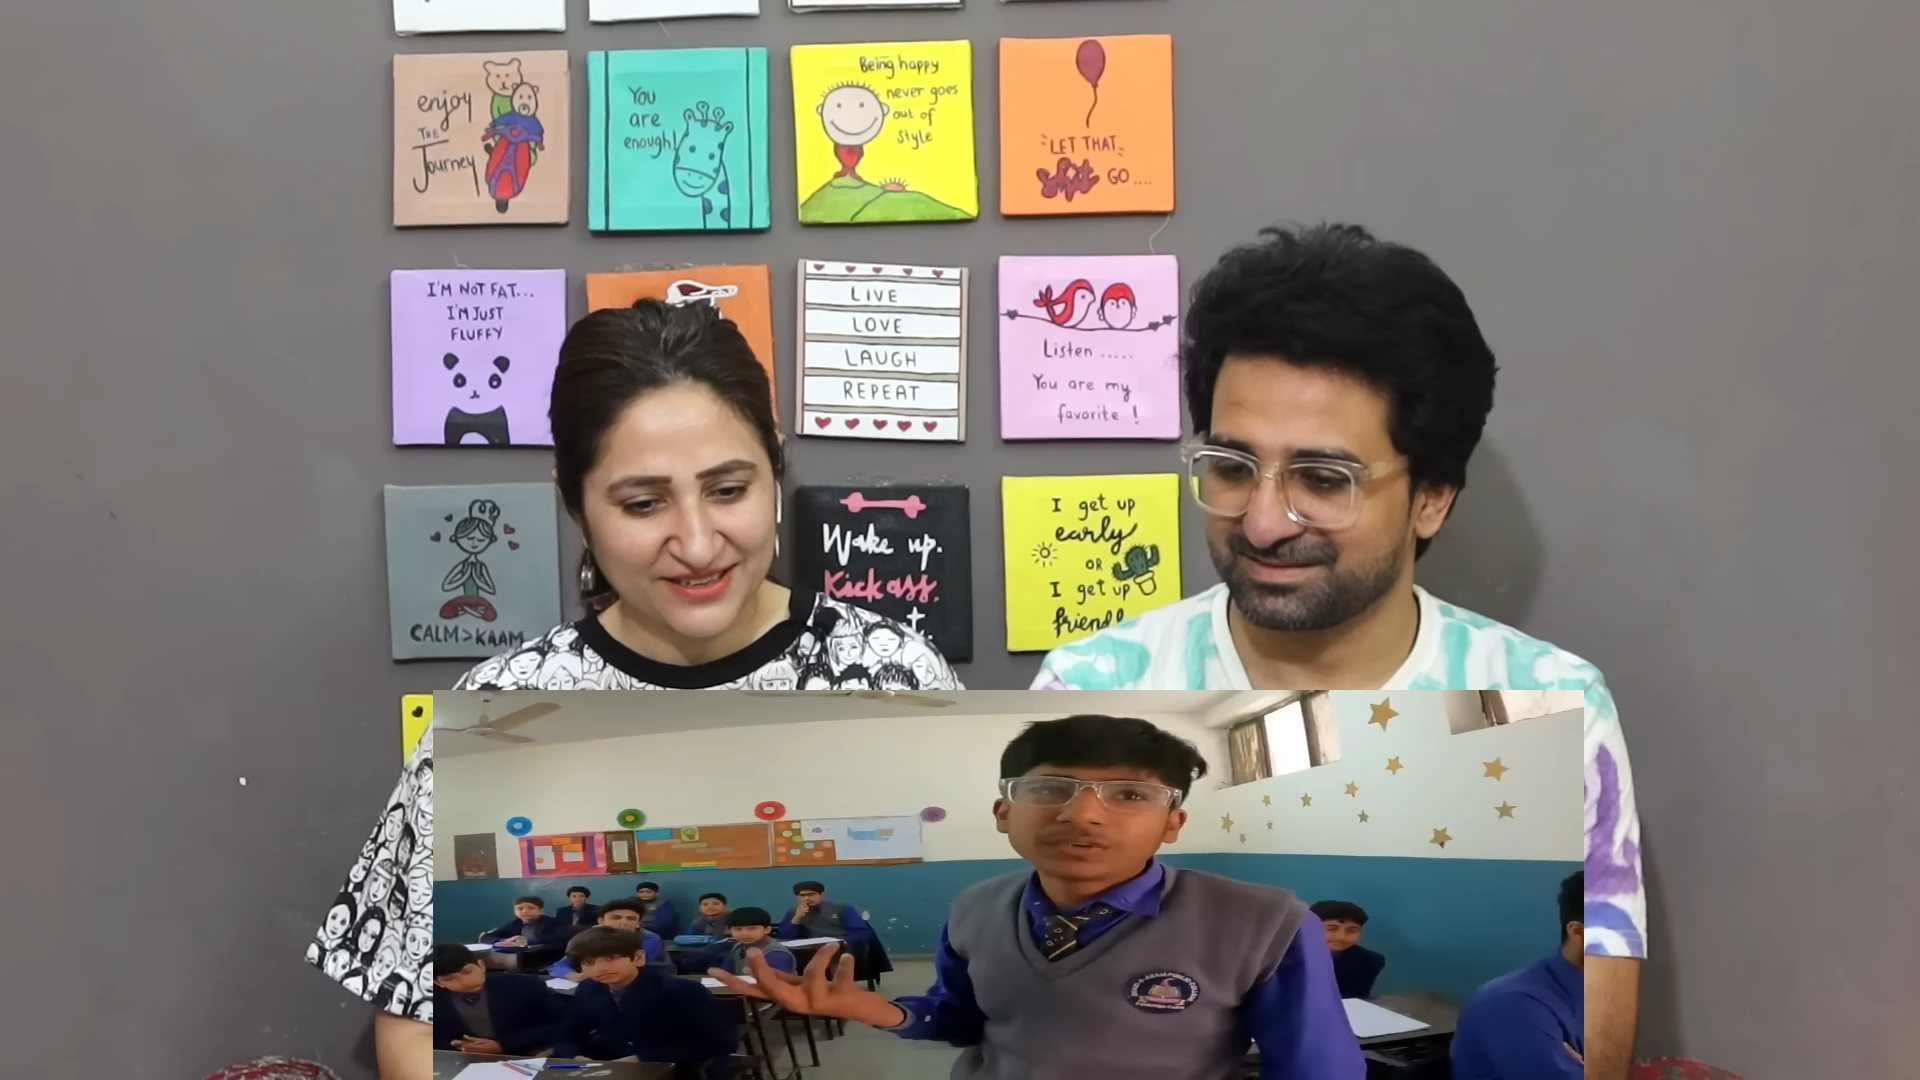 enjoy
THE
Journey
You
are
enough!
Being happy
never goes
out of
style
LET THAT
shit GO....
I'M NOT FAT...
I'M JUST
FLUFFY
LIVE
LOVE
LAUGH
REPEAT
Listen .....
You are my
favorite !
CALM>KAAM
Wake up.
Kick ass.
I get up
early
OR
I get up